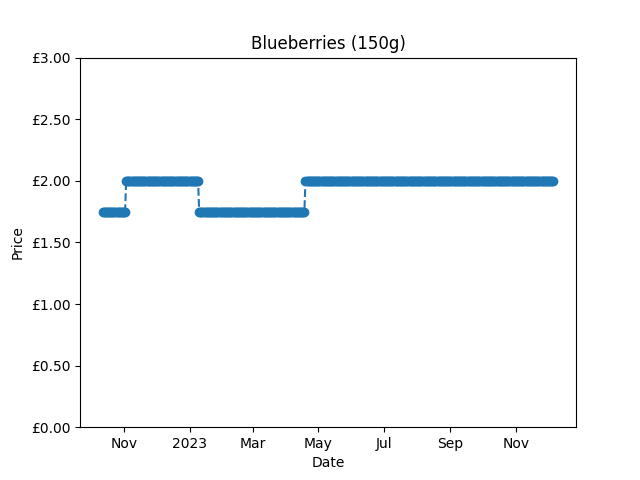 Blueberries (150g)
£3.00
£2.50
£2.00
£1.50
£1.00
£0.50
£0.00
Price
Nov 2023 Mar May Jul Sep Nov
Date